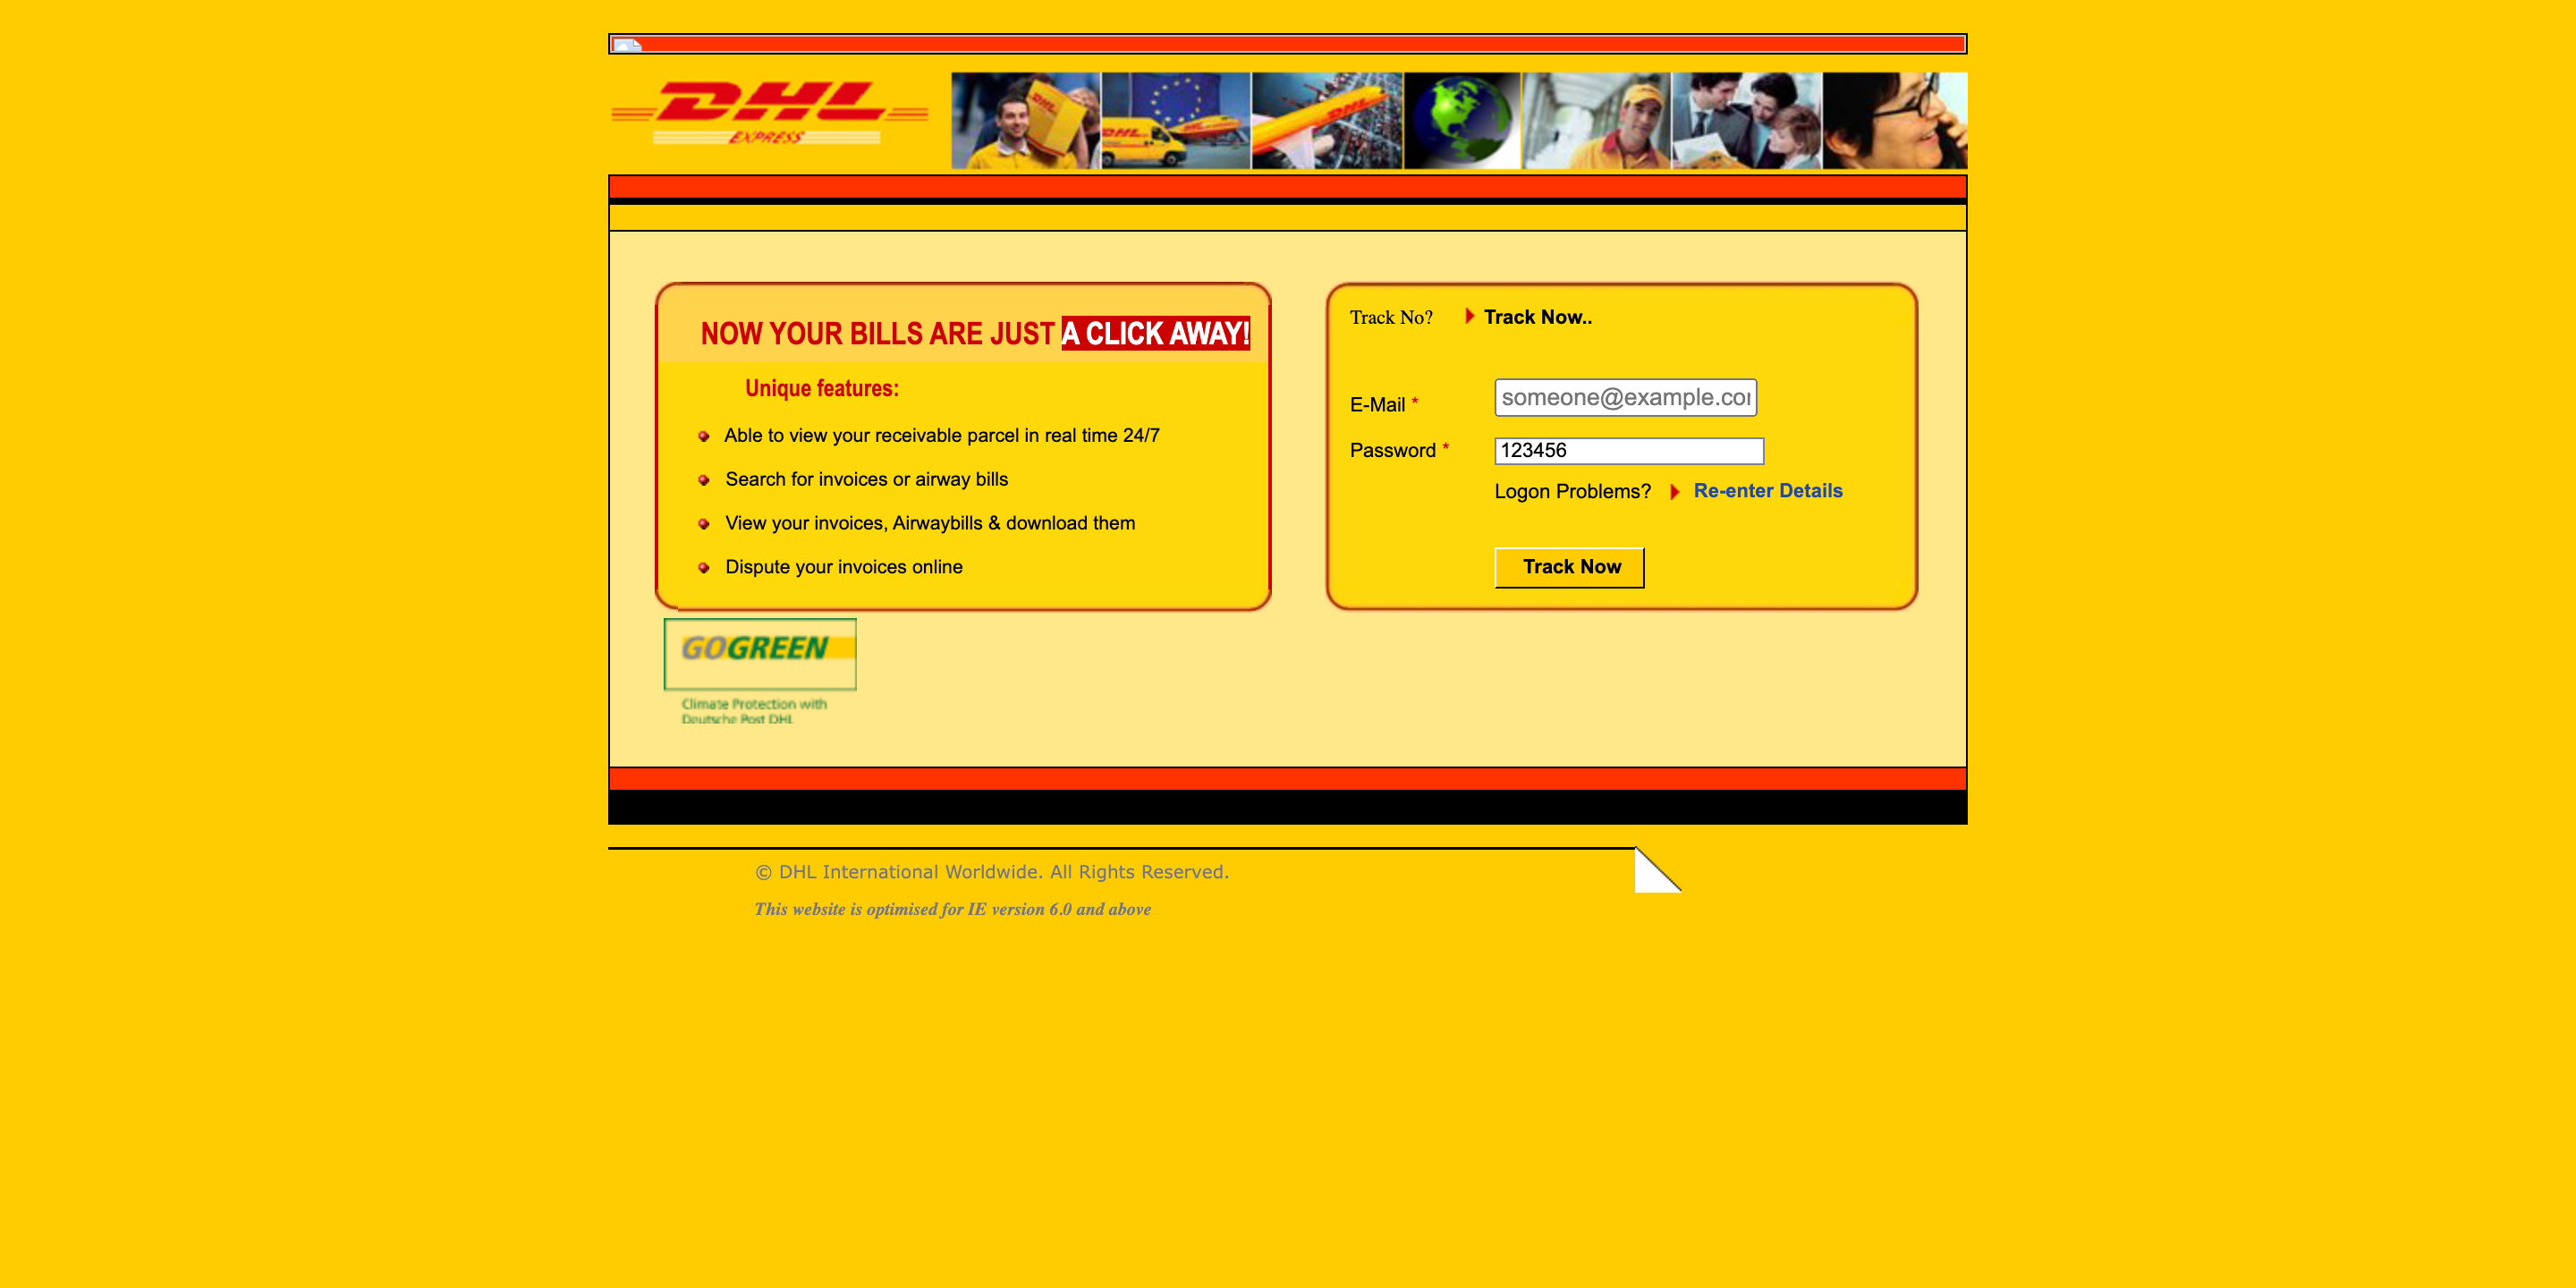 DHL
EXPRESS
NOW YOUR BILLS ARE JUST A CLICK AWAY!
Unique features:
Able to view your receivable parcel in real time 24/7
Search for invoices or airway bills
View your invoices, Airwaybills & download them
Dispute your invoices online
Track No? Track Now..
E-Mail * someone@example.co
Password * 123456
Logon Problems? Re-enter Details
Track Now
GOGREEN
Climate Protection with
Deutsche Post DHL
© DHL International Worldwide. All Rights Reserved.
This website is optimised for IE version 6.0 and above